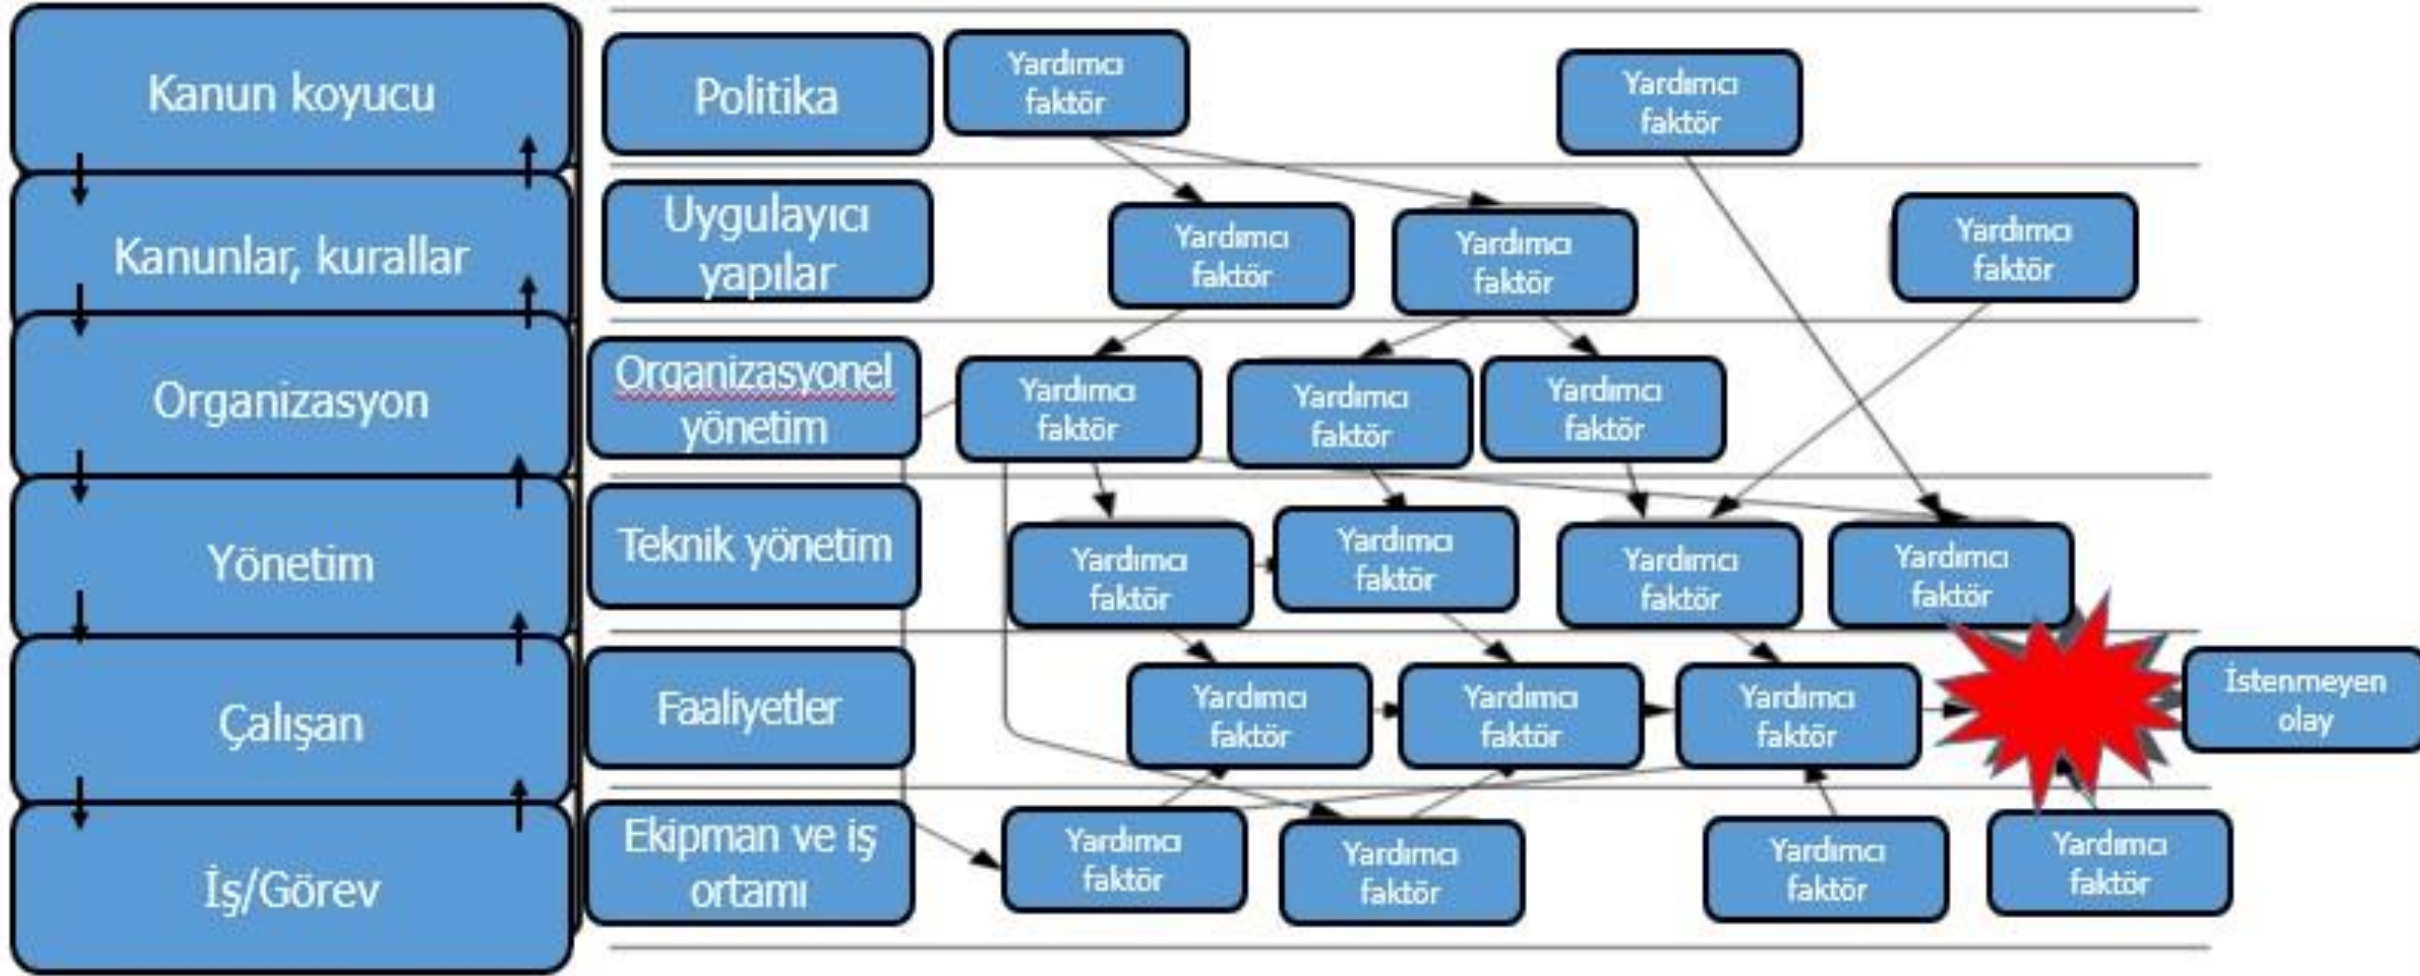 Kanun koyucu
Politika
Yardımcı
faktör
Yardımcı
faktör
Kanunlar, kurallar
Uygulayıcı
yapılar
Yardımcı
faktör
Yardımcı
faktör
Yardımcı
faktör
Organizasyon
Organizasyonel
yönetim
Yardımcı
faktör
Yardımcı
faktör
Yardımcı
faktör
Yönetim
Teknik yönetim
Yardımcı
faktör
Yardımcı
faktör
Yardımcı
faktör
Yardımcı
faktör
Çalışan
Faaliyetler
Yardımcı
faktör
Yardımcı
faktör
Yardımcı
faktör
İstenmeyen
olay
İş/Görev
Ekipman ve iş
ortamı
Yardımcı
faktör
Yardımcı
faktör
Yardımcı
faktör
Yardımcı
faktör